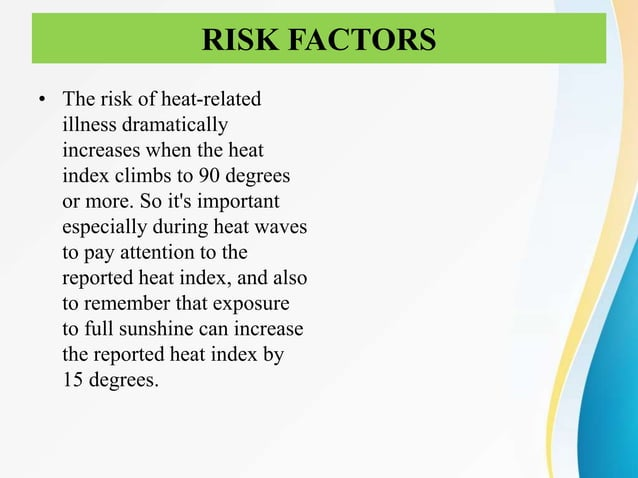 RISK FACTORS
• The risk of heat-related
illness dramatically
increases when the heat
index climbs to 90 degrees
or more. So it's important
especially during heat waves
to pay attention to the
reported heat index, and also
to remember that exposure
to full sunshine can increase
the reported heat index by
15 degrees.